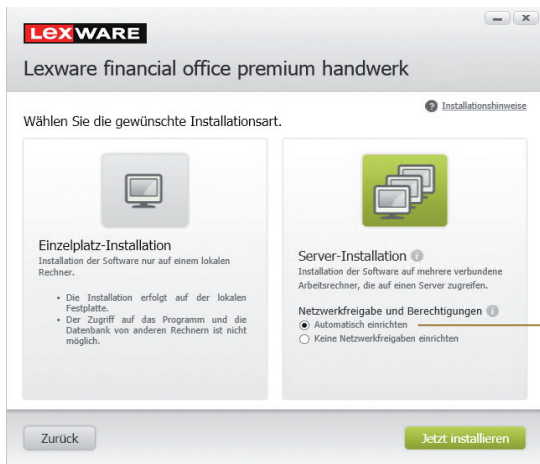 LEXWARE
Lexware financial office premium handwerk
Installationshinweise
Wählen Sie die gewünschte Installationsart.
Einzelplatz-Installation
Installation der Software nur auf einem lokalen
Rechner.
• Die Installation erfolgt auf der lokalen
Festplatte.
• Der Zugriff auf das Programm und die
Datenbank von anderen Rechnern ist nicht
möglich.
Server-Installation
Installation der Software auf mehrere verbundene
Arbeitsrechner, die auf einen Server zugreifen.
Netzwerkfreigabe und Berechtigungen
Automatisch einrichten
Keine Netzwerkfreigaben einrichten
Zurück
Jetzt installieren